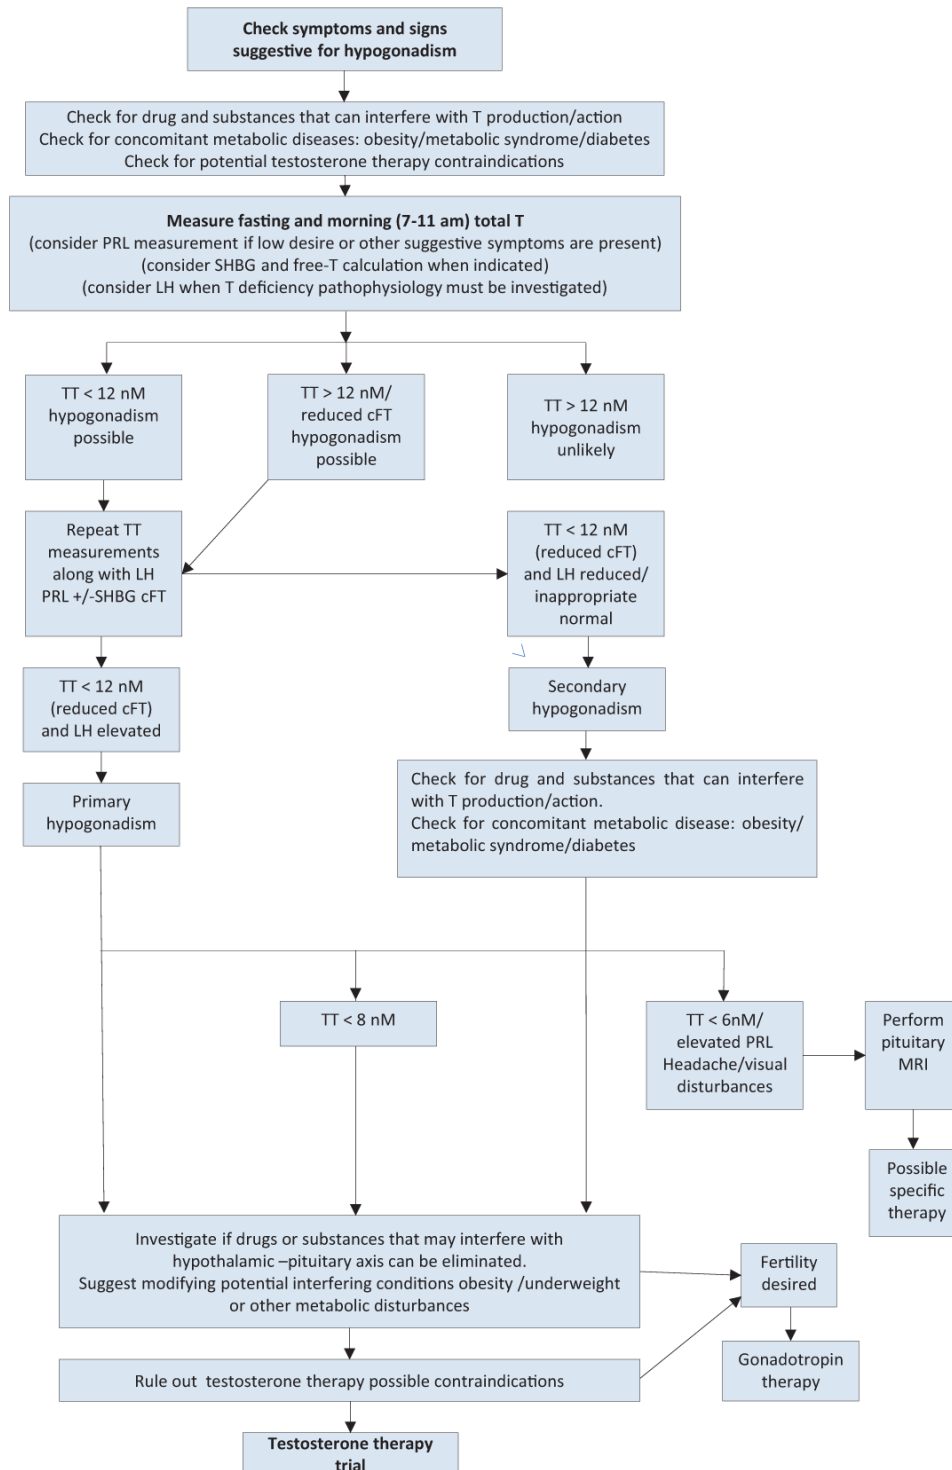 Check symptoms and signs
suggestive for hypogonadism
Check for drug and substances that can interfere with T production/action
Check for concomitant metabolic diseases: obesity/metabolic syndrome/diabetes
Check for potential testosterone therapy contraindications
Measure fasting and morning (7-11 am) total T
(consider PRL measurement if low desire or other suggestive symptoms are present)
(consider SHBG and free-T calculation when indicated)
(consider LH when T deficiency pathophysiology must be investigated)
TT < 12 nM
hypogonadism
possible
TT > 12 nM/
reduced cFT
hypogonadism
possible
TT > 12 nM
hypogonadism
unlikely
Repeat TT
measurements
along with LH
PRL +/-SHBG cFT
TT < 12 nM
(reduced cFT)
and LH reduced/
inappropriate
normal
TT < 12 nM
(reduced cFT)
and LH elevated
Secondary
hypogonadism
Primary
hypogonadism
Check for drug and substances that can interfere
with T production/action.
Check for concomitant metabolic disease: obesity/
metabolic syndrome/diabetes
TT < 8 nM
TT < 6nM/
elevated PRL
Headache/visual
disturbances
Perform
pituitary
MRI
Possible
specific
therapy
Investigate if drugs or substances that may interfere with
hypothalamic –pituitary axis can be eliminated.
Suggest modifying potential interfering conditions obesity /underweight
or other metabolic disturbances
Fertility
desired
Gonadotropin
therapy
Rule out testosterone therapy possible contraindications
Testosterone therapy
trial